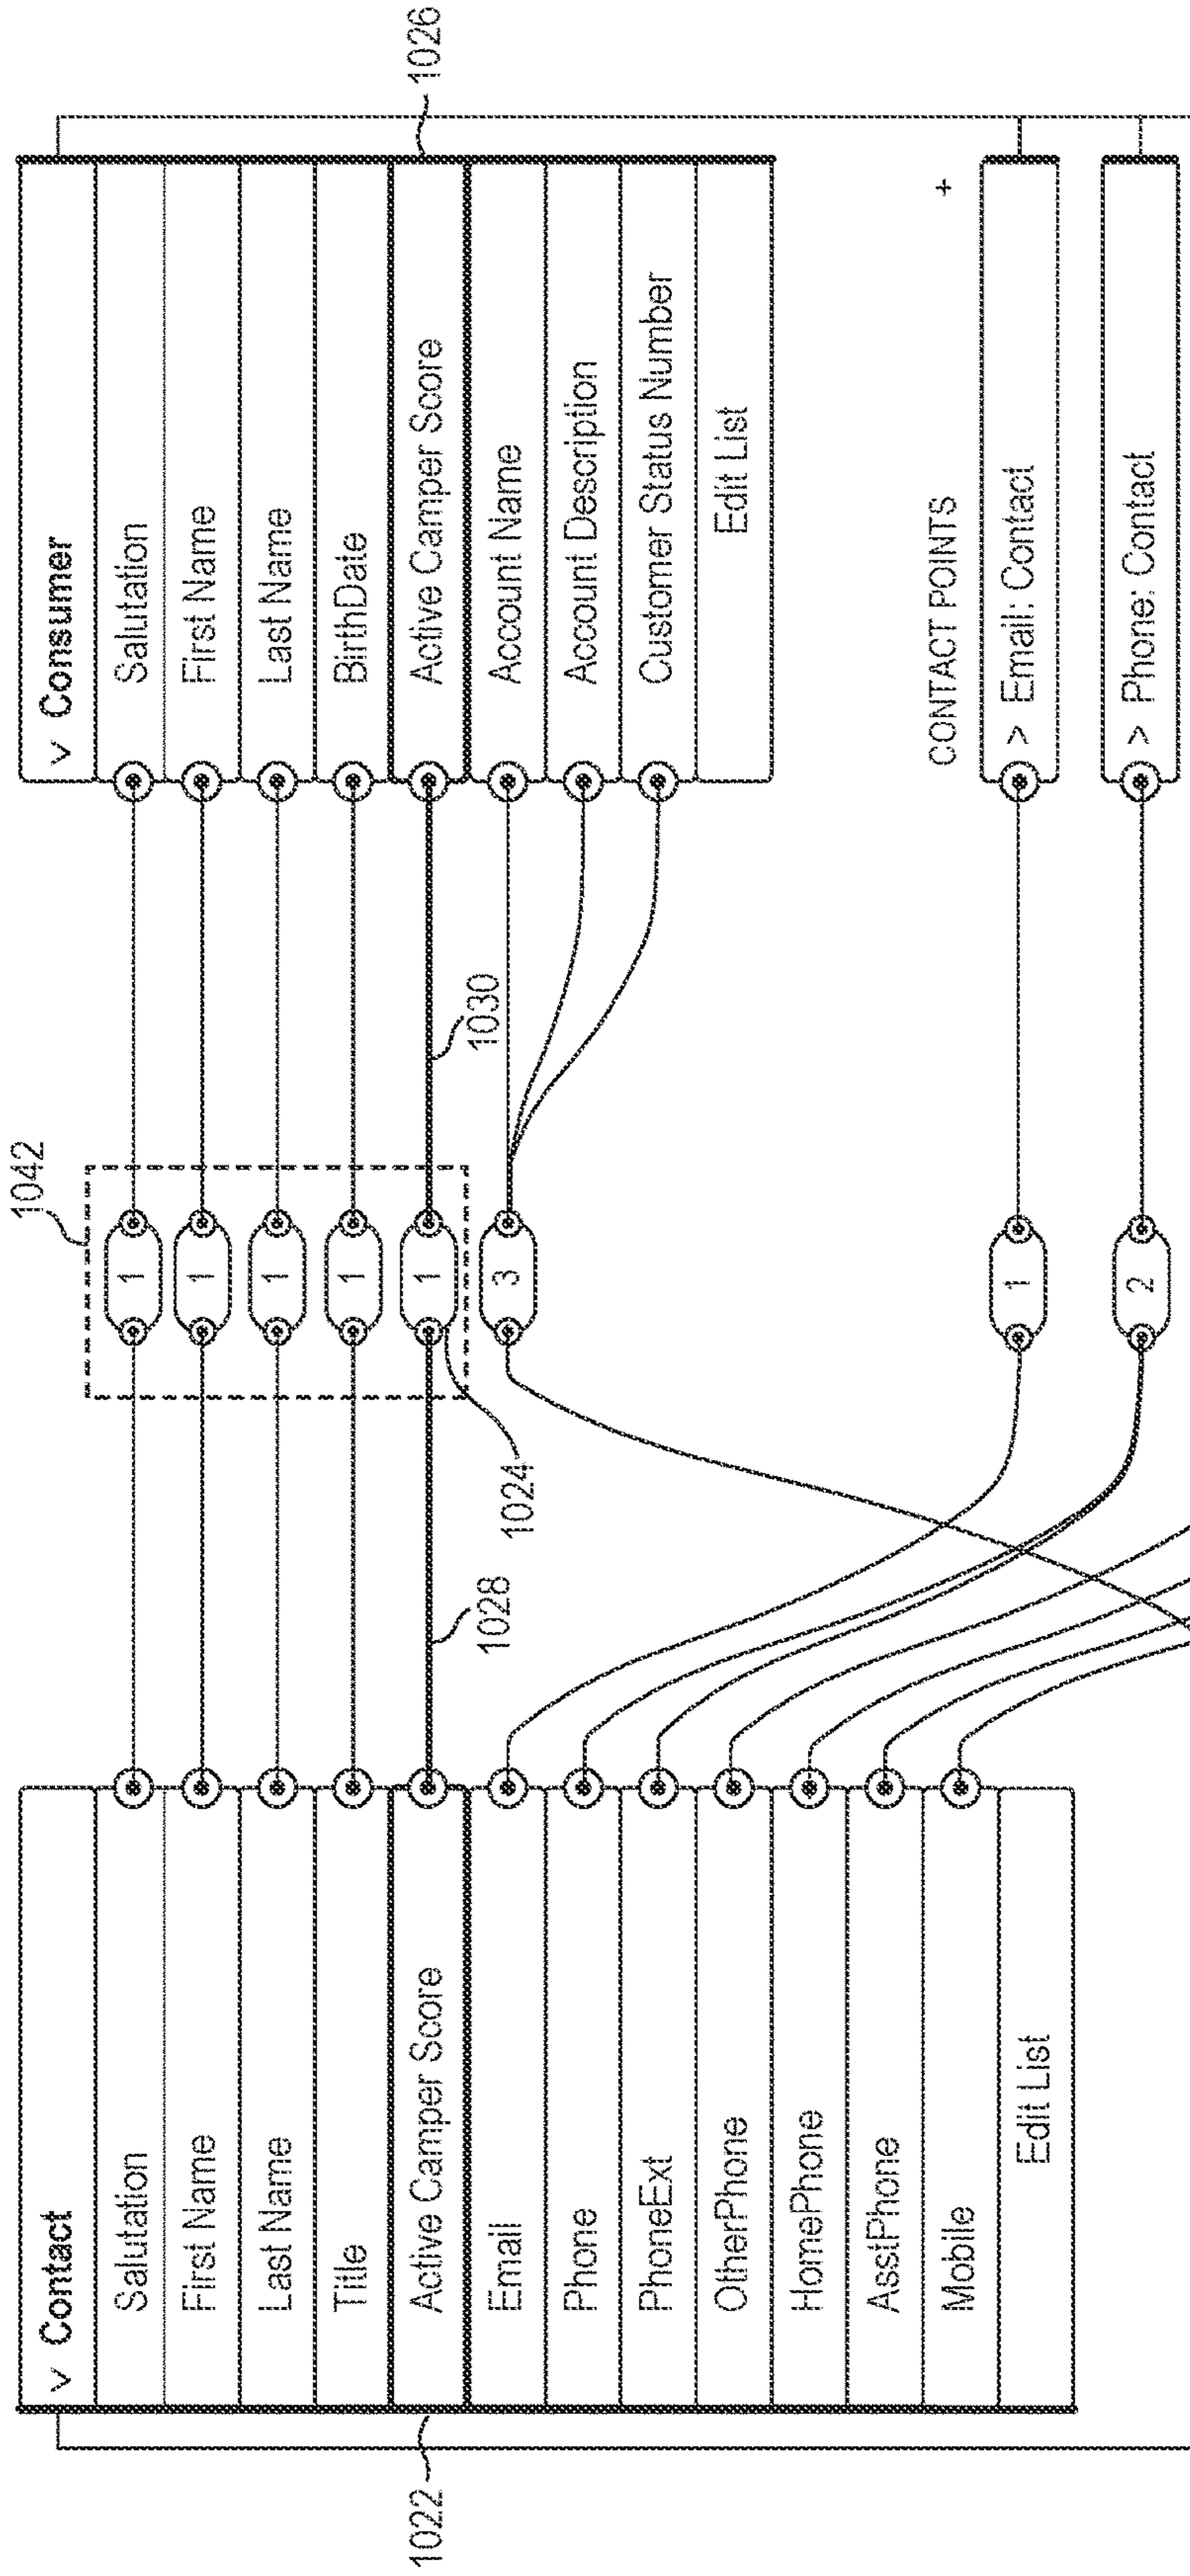 v Contact
Salutation
First Name
Last Name
Title
Active Camper Score
Email
Phone
PhoneExt
OtherPhone
HomePhone
AsstPhone
Mobile
Edit List
1022
1028
1024
1042
1
1
1
1
1
3
1
2
1030
v Consumer
Salutation
First Name
Last Name
BirthDate
Active Camper Score
Account Name
Account Description
Customer Status Number
Edit List
1026
CONTACT POINTS +
> Email: Contact
> Phone: Contact